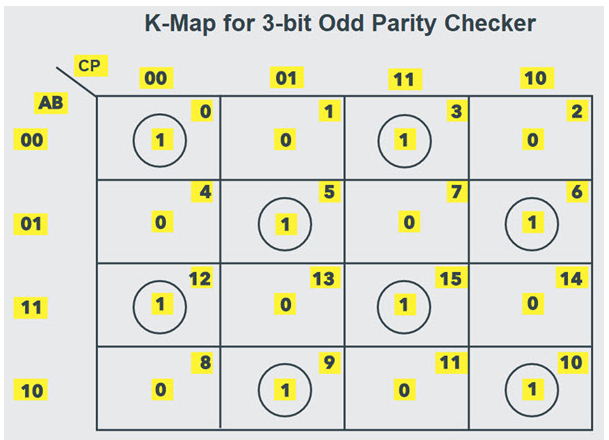 K-Map for 3-bit Odd Parity Checker
CP
00 01 11 10
AB
0 1 3 2
00 1 0 1 0
4 5 7 6
01 0 1 0 1
12 13 15 14
11 1 0 1 0
8 9 11 10
10 0 1 0 1